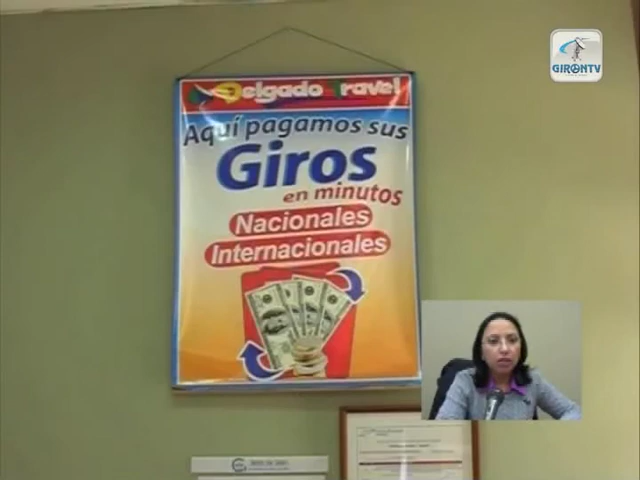 GIRONTV
Delgado Travel
Aquí pagamos sus
Giros
en minutos
Nacionales
Internacionales